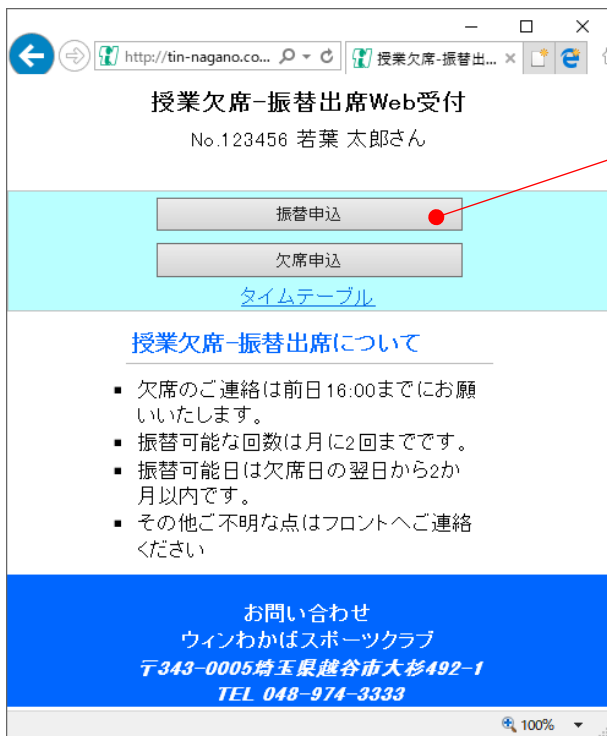 http://tin-nagano.co...
授業欠席-振替出...
授業欠席-振替出席Web受付
No.123456 若葉 太郎さん
振替申込
欠席申込
タイムテーブル
授業欠席-振替出席について
▪ 欠席のご連絡は前日16:00までにお願
いいたします。
▪ 振替可能な回数は月に2回までです。
▪ 振替可能日は欠席日の翌日から2か
月以内です。
▪ その他ご不明な点はフロントへご連絡
ください
お問い合わせ
ウィンわかばスポーツクラブ
〒343-0005埼玉県越谷市大杉492-1
TEL 048-974-3333
100%